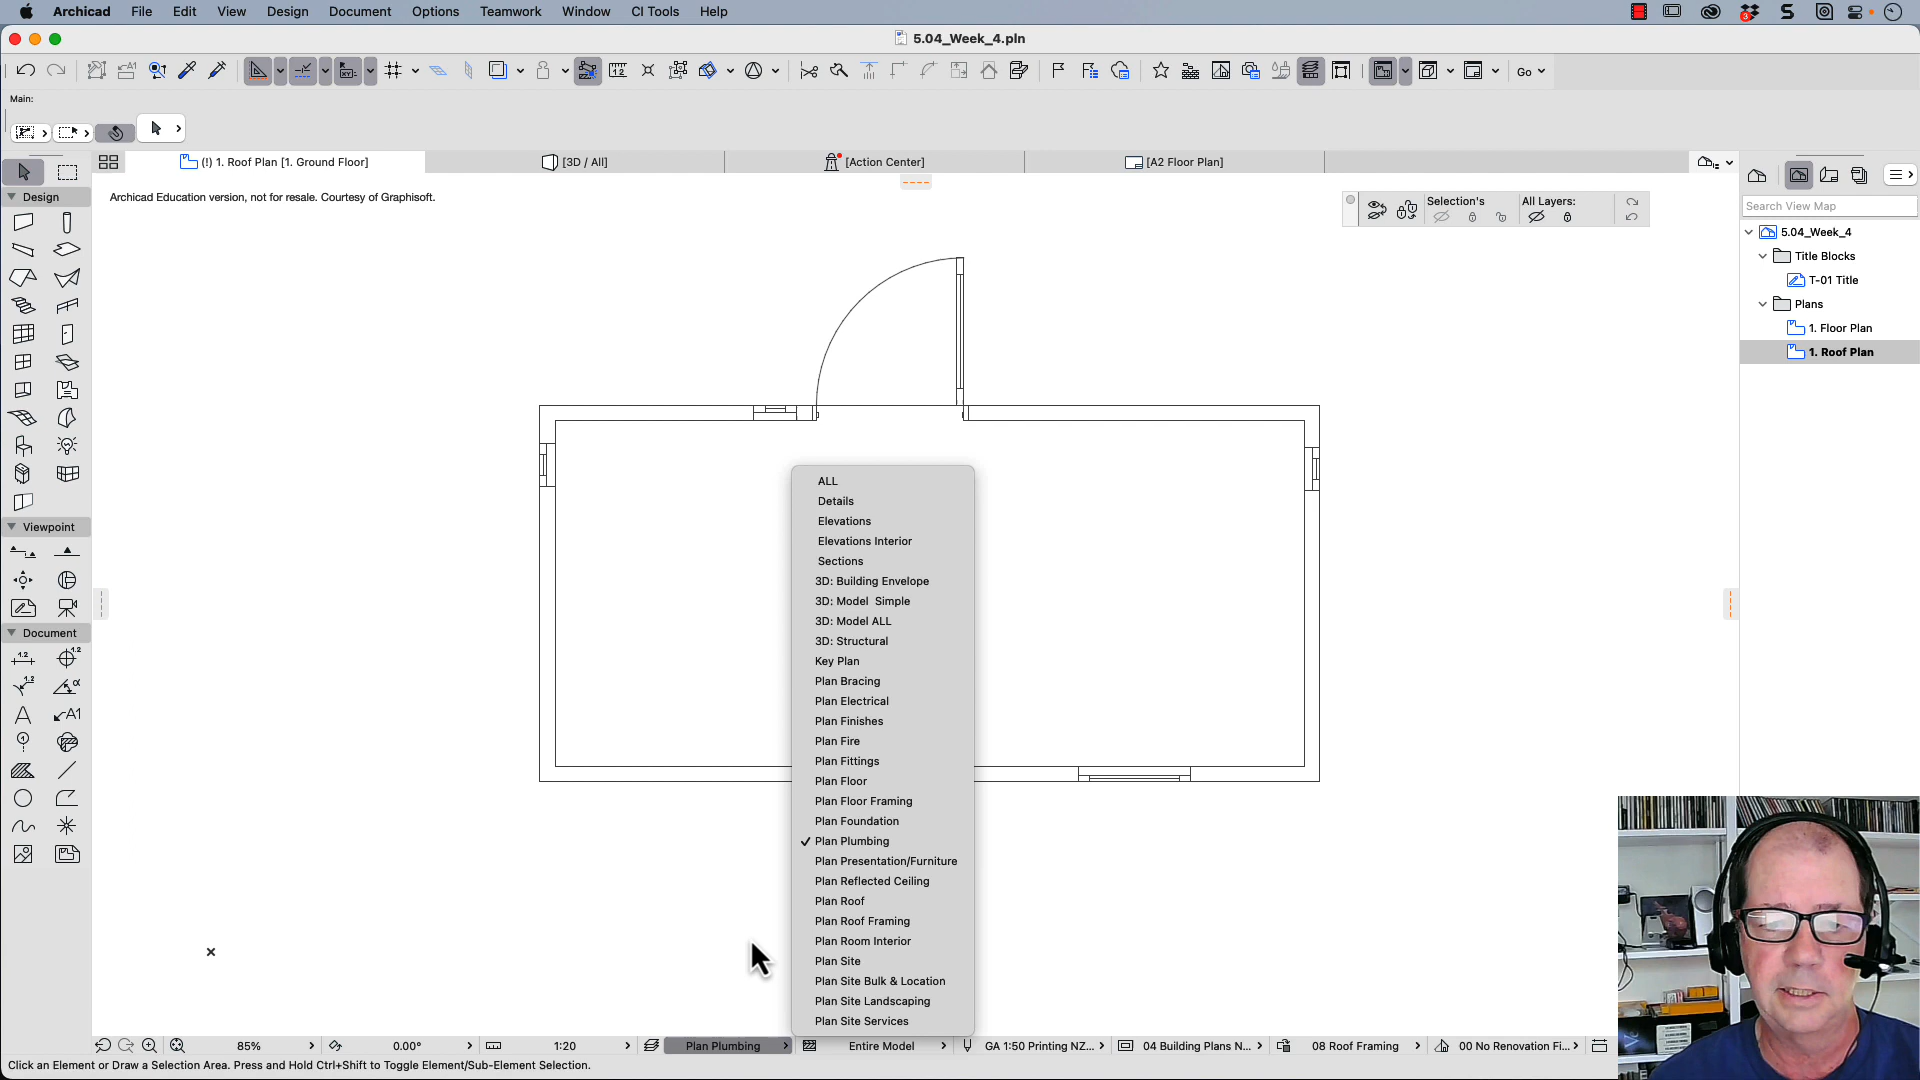 Archicad File Edit View Design Document Options Teamwork Window CI Tools Help
3
5.04_Week_4.pln
Go
Main:
(!) 1. Roof Plan [1. Ground Floor]
[3D / All]
[Action Center]
[A2 Floor Plan]
Archicad Education version, not for resale. Courtesy of Graphisoft.
Selection's
All Layers:
Search View Map
5.04_Week_4
Title Blocks
T-01 Title
Plans
1. Floor Plan
1. Roof Plan
Design
Viewpoint
Document
ALL
Details
Elevations
Elevations Interior
Sections
3D: Building Envelope
3D: Model Simple
3D: Model ALL
3D: Structural
Key Plan
Plan Bracing
Plan Electrical
Plan Finishes
Plan Fire
Plan Fittings
Plan Floor
Plan Floor Framing
Plan Foundation
✓ Plan Plumbing
Plan Presentation/Furniture
Plan Reflected Ceiling
Plan Roof
Plan Roof Framing
Plan Room Interior
Plan Site
Plan Site Bulk & Location
Plan Site Landscaping
Plan Site Services
85% 0.00° 1:20 Plan Plumbing Entire Model GA 1:50 Printing NZ... 04 Building Plans N... 08 Roof Framing 00 No Renovation Fi...
Click an Element or Draw a Selection Area. Press and Hold Ctrl+Shift to Toggle Element/Sub-Element Selection.